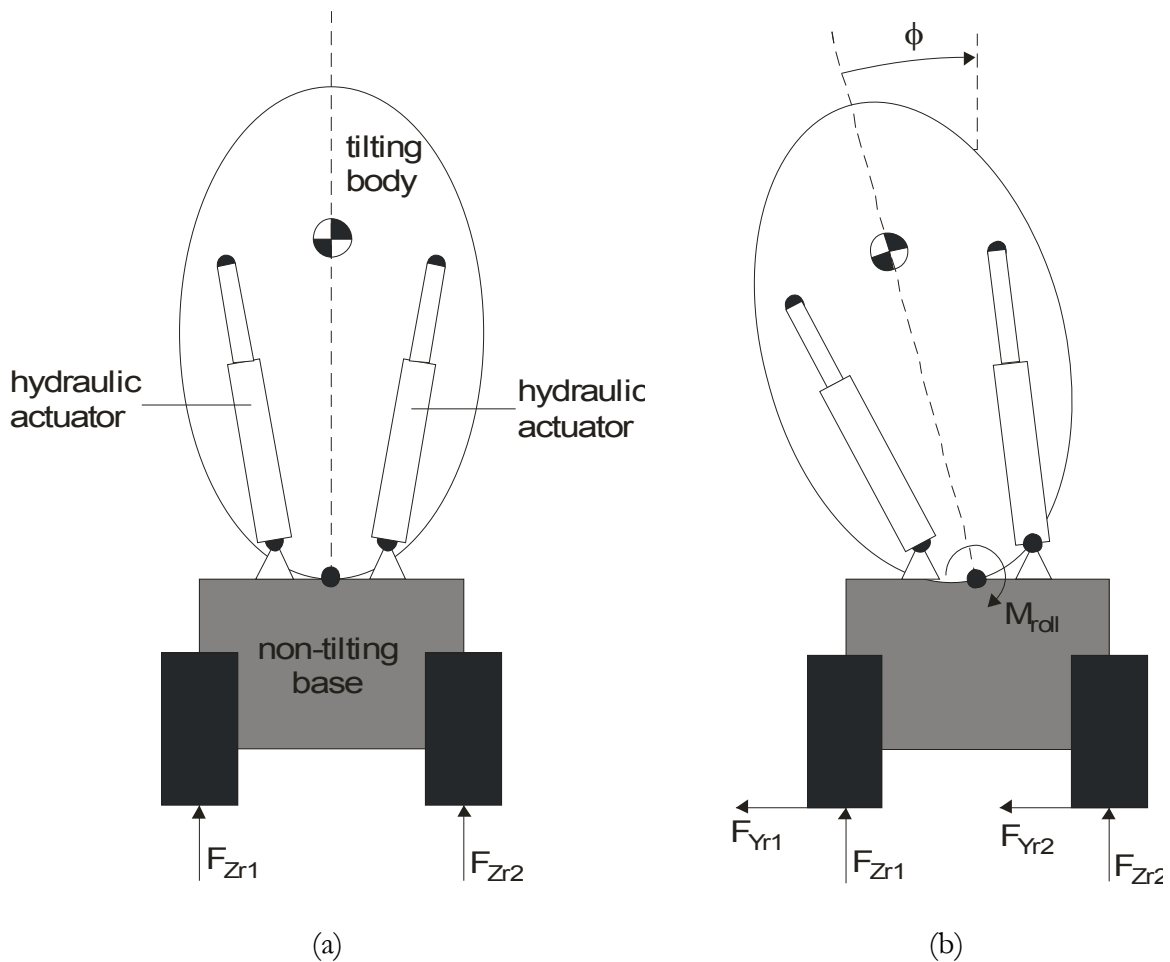 ϕ
tilting
body
hydraulic
actuator
hydraulic
actuator
non-tilting
base
M_roll
F_Zr1
F_Zr2
F_Yr1
F_Zr1
F_Yr2
F_Zr2
(a)
(b)